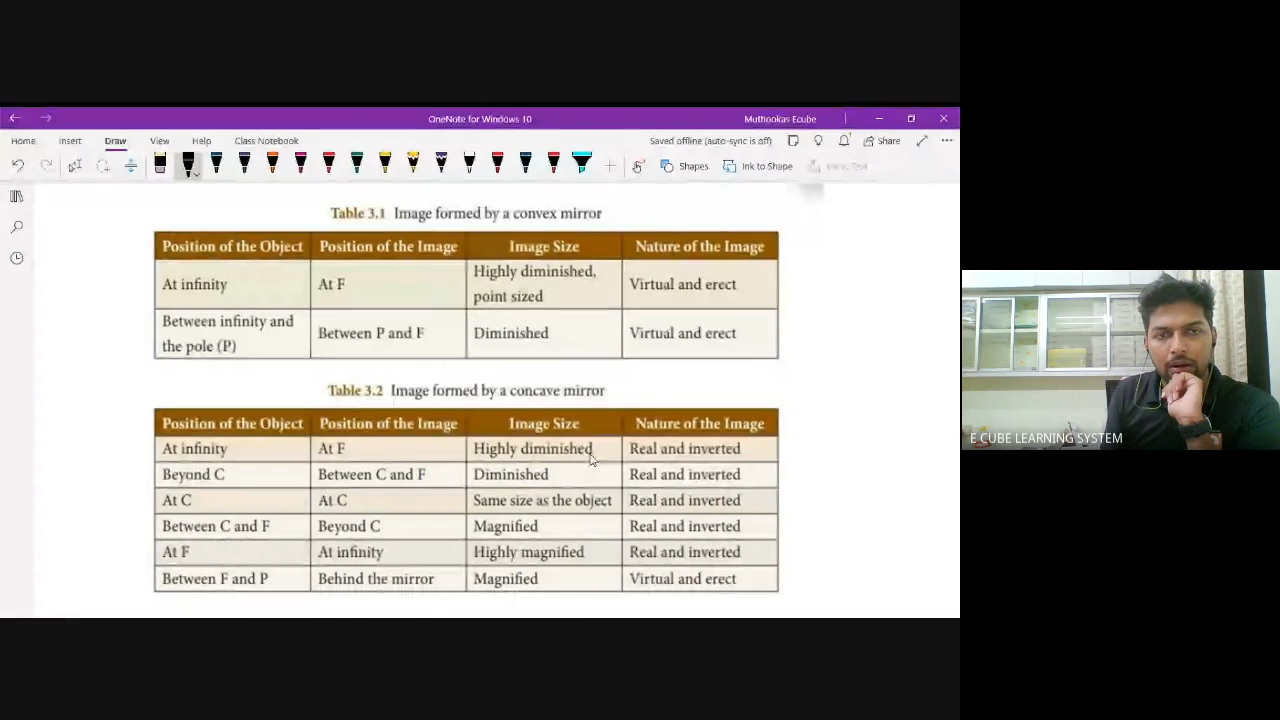 OneNote for Windows 10
Muthookas Ecube
Home Insert Draw View Help Class Notebook
Saved offline (auto-sync is off)
Share
Shapes
Ink to Shape
Table 3.1 Image formed by a convex mirror
Position of the Object Position of the Image Image Size Nature of the Image
At infinity At F Highly diminished, point sized Virtual and erect
Between infinity and the pole (P) Between P and F Diminished Virtual and erect
Table 3.2 Image formed by a concave mirror
Position of the Object Position of the Image Image Size Nature of the Image
At infinity At F Highly diminished Real and inverted
Beyond C Between C and F Diminished Real and inverted
At C At C Same size as the object Real and inverted
Between C and F Beyond C Magnified Real and inverted
At F At infinity Highly magnified Real and inverted
Between F and P Behind the mirror Magnified Virtual and erect
E CUBE LEARNING SYSTEM